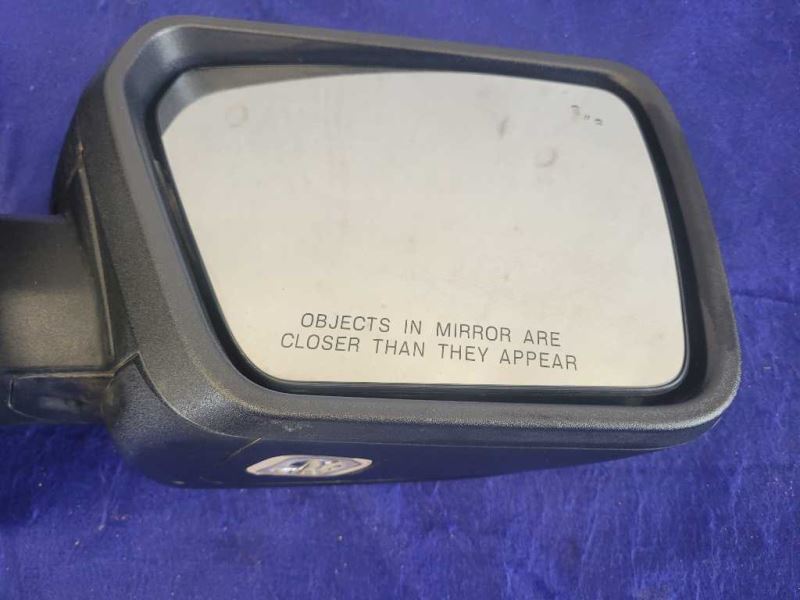 OBJECTS IN MIRROR ARE
CLOSER THAN THEY APPEAR